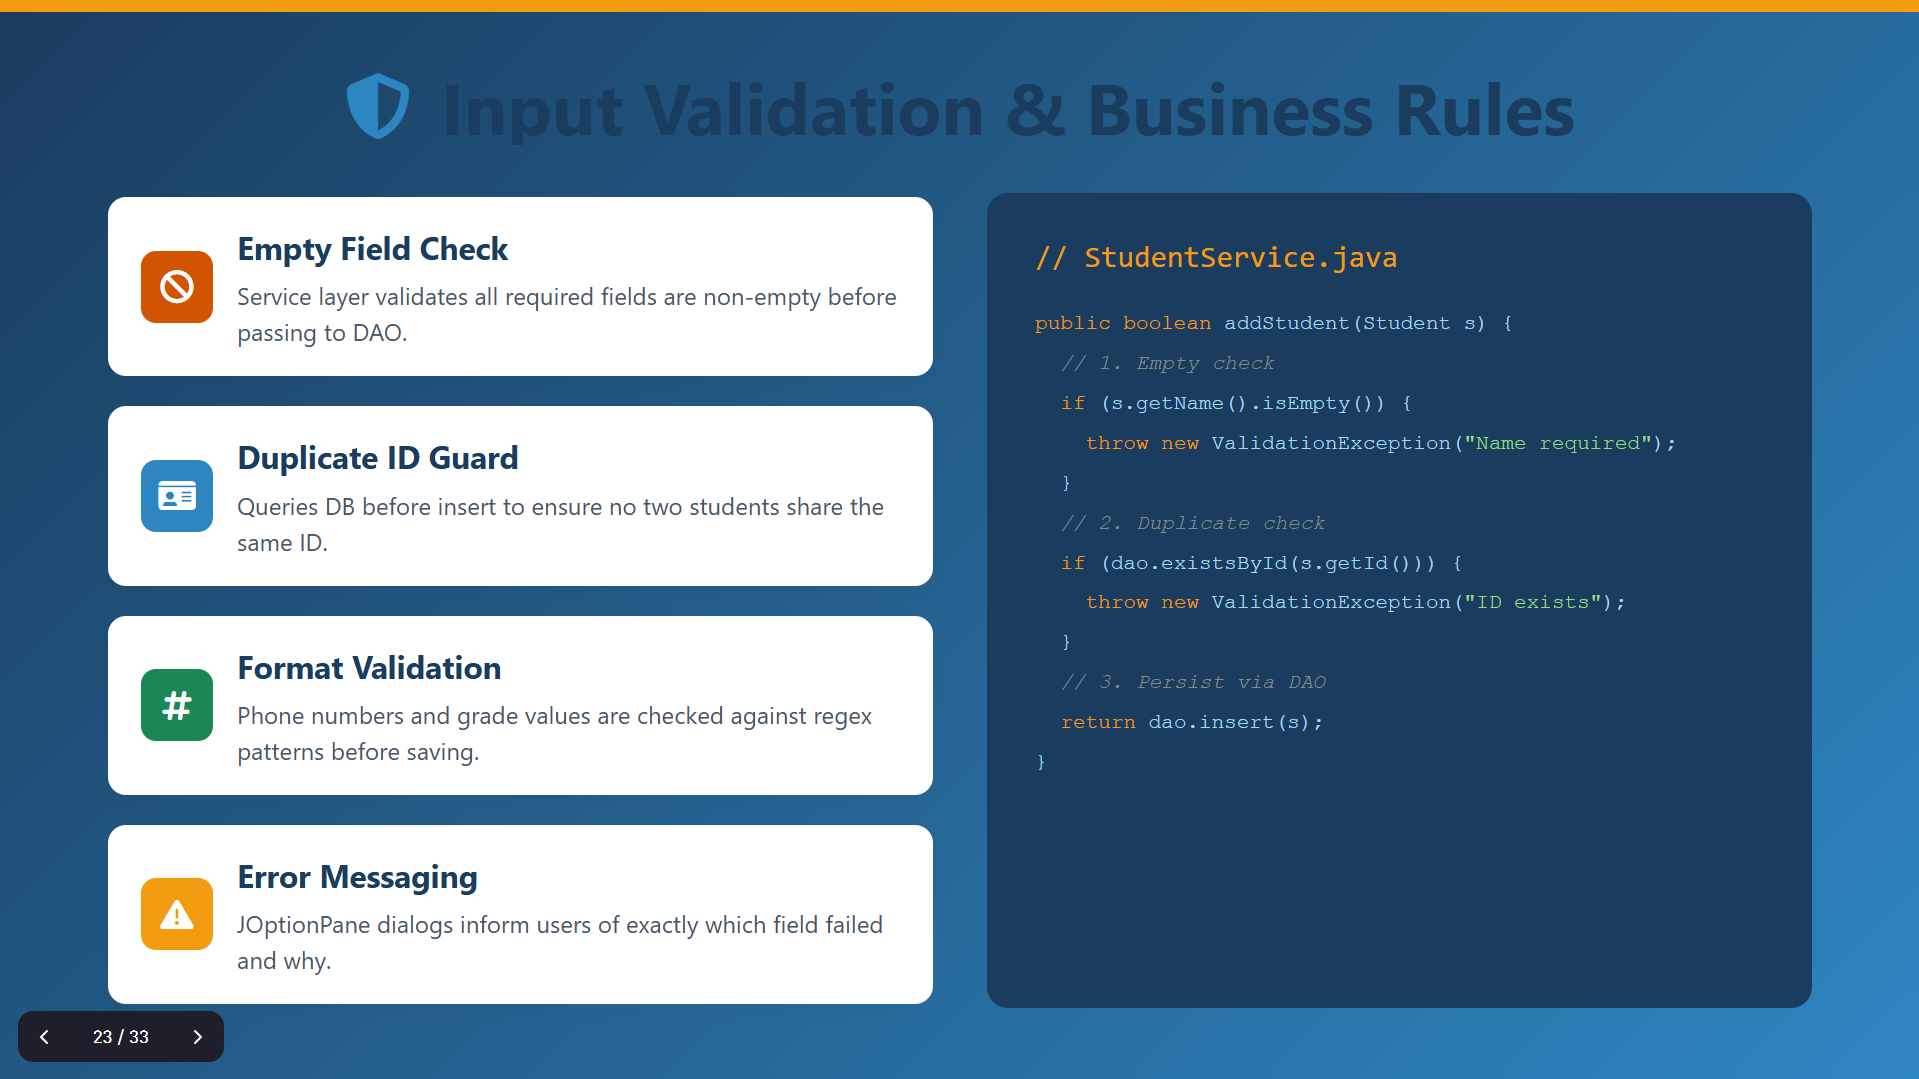 Input Validation & Business Rules
Empty Field Check
Service layer validates all required fields are non-empty before
passing to DAO.
Duplicate ID Guard
Queries DB before insert to ensure no two students share the
same ID.
Format Validation
Phone numbers and grade values are checked against regex
patterns before saving.
Error Messaging
JOptionPane dialogs inform users of exactly which field failed
and why.
// StudentService.java
public boolean addStudent(Student s) {
  // 1. Empty check
  if (s.getName().isEmpty()) {
    throw new ValidationException("Name required");
  }
  // 2. Duplicate check
  if (dao.existsById(s.getId())) {
    throw new ValidationException("ID exists");
  }
  // 3. Persist via DAO
  return dao.insert(s);
}
23 / 33